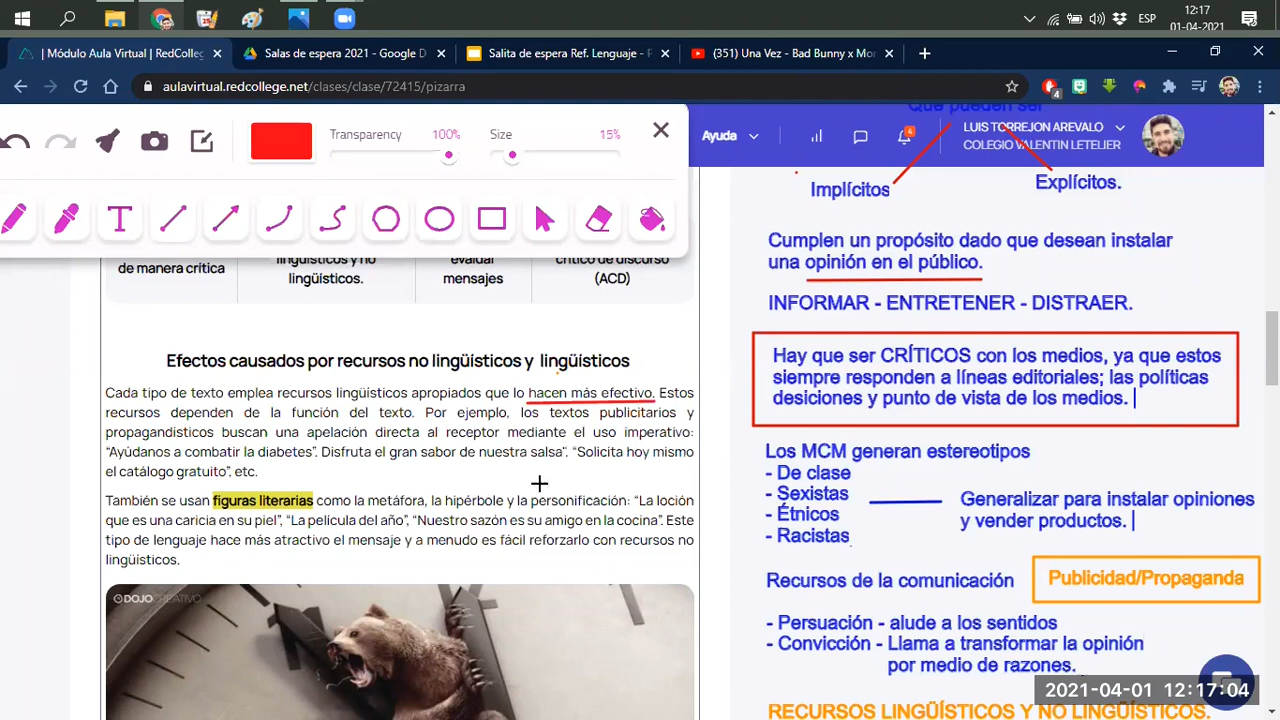 12:17
ESP
01-04-2021
| Módulo Aula Virtual | RedColleg
Salas de espera 2021 - Google D
Salita de espera Ref. Lenguaje - P
(351) Una Vez - Bad Bunny x Mor
aulavirtual.redcollege.net/clases/clase/72415/pizarra
4
Transparency 100%
Size 15%
T
Ayuda
4
LUIS TORREJON AREVALO
COLEGIO VALENTIN LETELIER
de manera crítica
lingüísticos y no
lingüísticos.
evaluar
mensajes
crítico de discurso
(ACD)
Efectos causados por recursos no lingüísticos y lingüísticos
Cada tipo de texto emplea recursos lingüísticos apropiados que lo hacen más efectivo. Estos
recursos dependen de la función del texto. Por ejemplo, los textos publicitarios y
propagandísticos buscan una apelación directa al receptor mediante el uso imperativo:
“Ayúdanos a combatir la diabetes”. Disfruta el gran sabor de nuestra salsa”. “Solicita hoy mismo
el catálogo gratuito”, etc.
También se usan figuras literarias como la metáfora, la hipérbole y la personificación: “La loción
que es una caricia en su piel”, “La película del año”, “Nuestro sazón es su amigo en la cocina”. Este
tipo de lenguaje hace más atractivo el mensaje y a menudo es fácil reforzarlo con recursos no
lingüísticos.
DOJOCREATIVO
Que pueden ser
Implícitos
Explícitos.
Cumplen un propósito dado que desean instalar
una opinión en el público.
INFORMAR - ENTRETENER - DISTRAER.
Hay que ser CRÍTICOS con los medios, ya que estos
siempre responden a líneas editoriales; las políticas
desiciones y punto de vista de los medios. |
Los MCM generan estereotipos
- De clase
- Sexistas
- Étnicos
- Racistas
Generalizar para instalar opiniones
y vender productos. |
Recursos de la comunicación
Publicidad/Propaganda
- Persuación - alude a los sentidos
- Convicción - Llama a transformar la opinión
por medio de razones.
RECURSOS LINGÜÍSTICOS Y NO LINGÜÍSTICOS.
2021-04-01 12:17:04